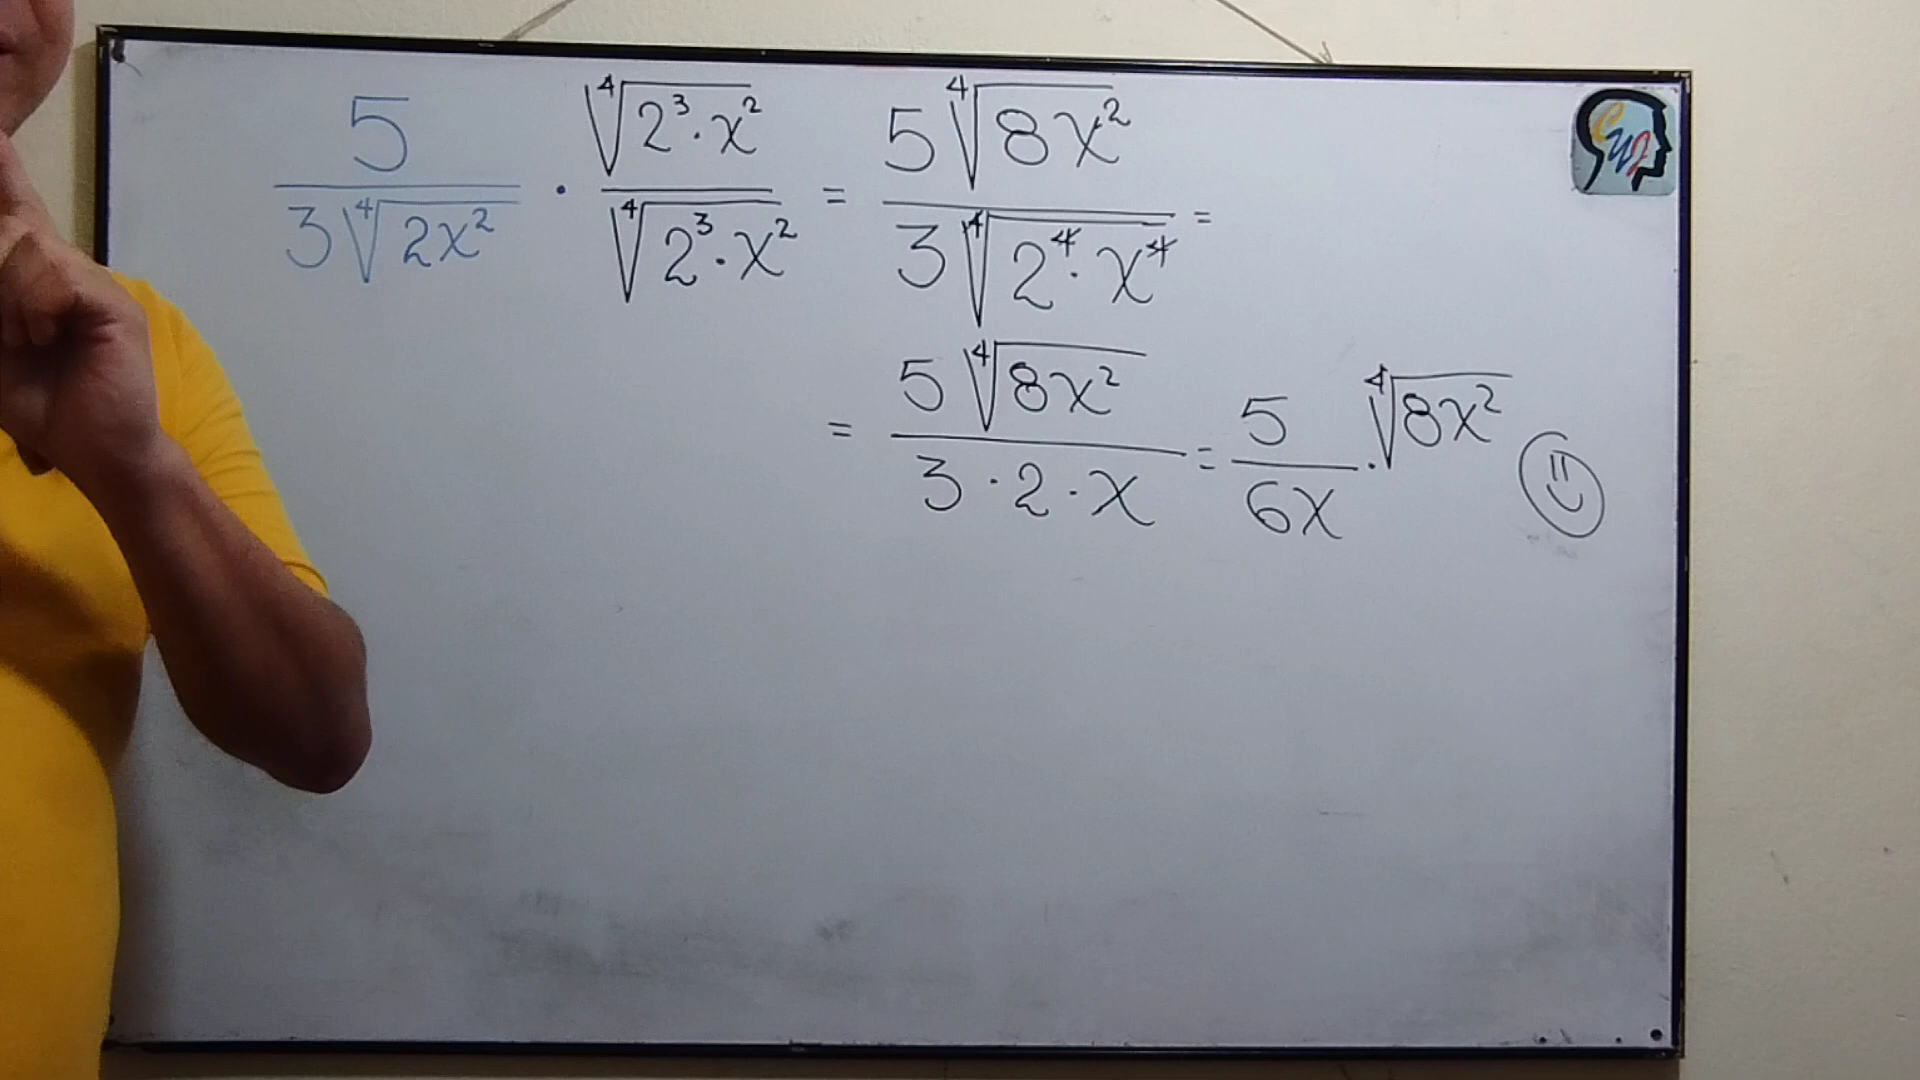 5/(3∜(2x²)) · ∜(2³·x²)/∜(2³·x²) = 5∜(8x²)/(3∜(2⁴·x⁴)) =
= 5∜(8x²)/(3·2·x) = 5/(6x) · ∜(8x²)